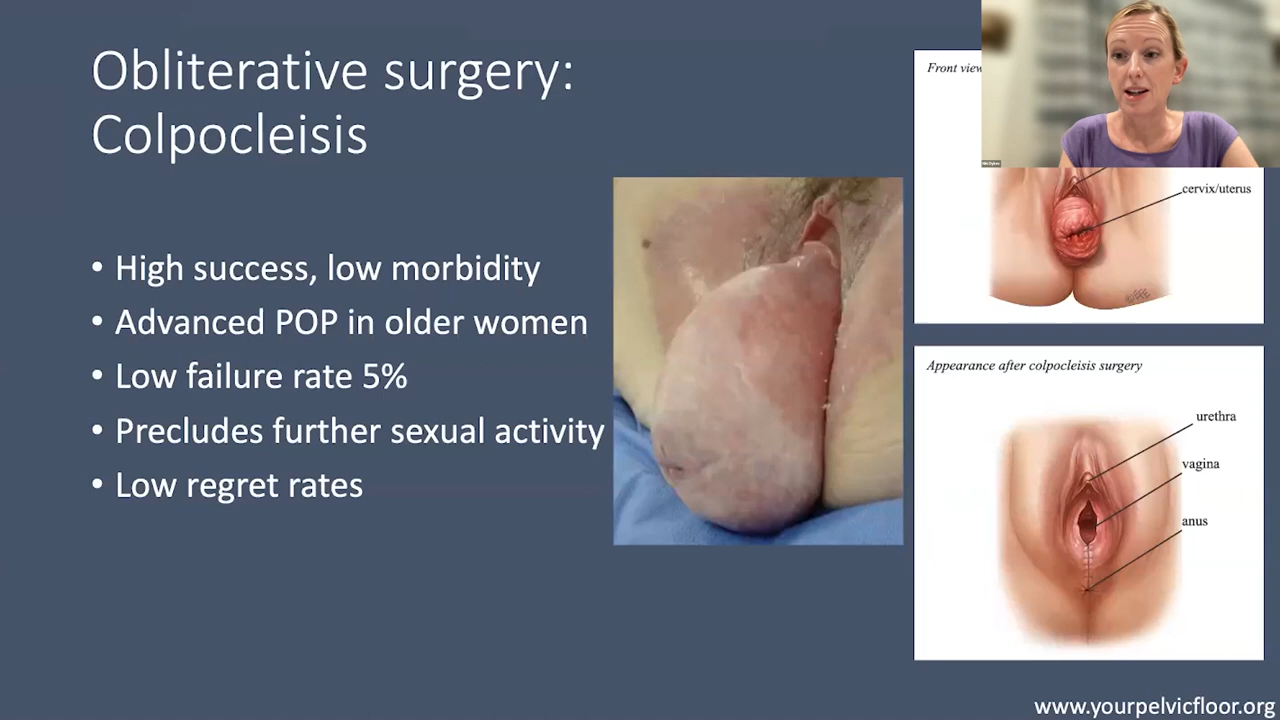 Obliterative surgery:
Colpocleisis
• High success, low morbidity
• Advanced POP in older women
• Low failure rate 5%
• Precludes further sexual activity
• Low regret rates
Front view
cervix/uterus
Appearance after colpocleisis surgery
urethra
vagina
anus
www.yourpelvicfloor.org